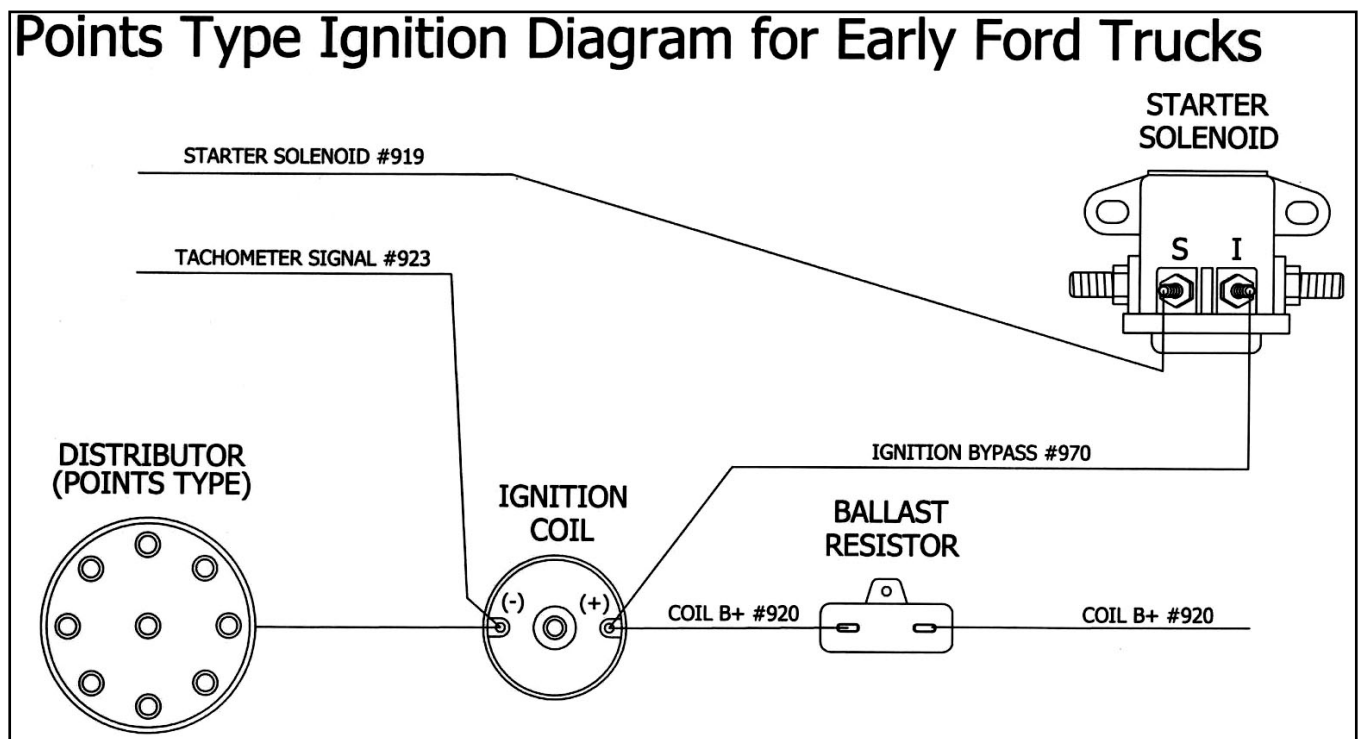 Points Type Ignition Diagram for Early Ford Trucks
STARTER
SOLENOID
STARTER SOLENOID #919
TACHOMETER SIGNAL #923
S I
IGNITION BYPASS #970
DISTRIBUTOR
(POINTS TYPE)
IGNITION
COIL
BALLAST
RESISTOR
(-) (+)
COIL B+ #920
COIL B+ #920